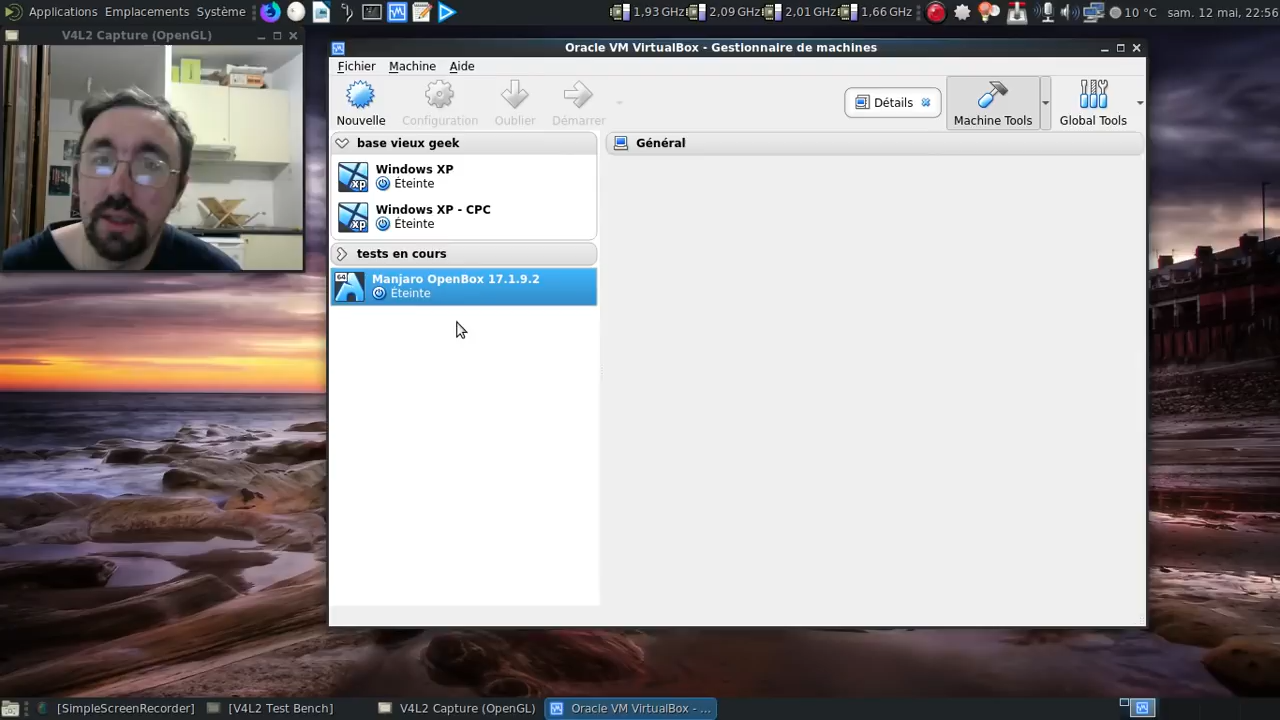 Applications Emplacements Système
1,93 GHz 2,09 GHz 2,01 GHz 1,66 GHz 10 °C sam. 12 mai, 22:56
V4L2 Capture (OpenGL)
Oracle VM VirtualBox - Gestionnaire de machines
Fichier Machine Aide
Nouvelle Configuration Oublier Démarrer
Détails Machine Tools Global Tools
base vieux geek
Général
Windows XP
Éteinte
xp
Windows XP - CPC
Éteinte
xp
tests en cours
64
Manjaro OpenBox 17.1.9.2
Éteinte
[SimpleScreenRecorder] [V4L2 Test Bench] V4L2 Capture (OpenGL) Oracle VM VirtualBox - ...